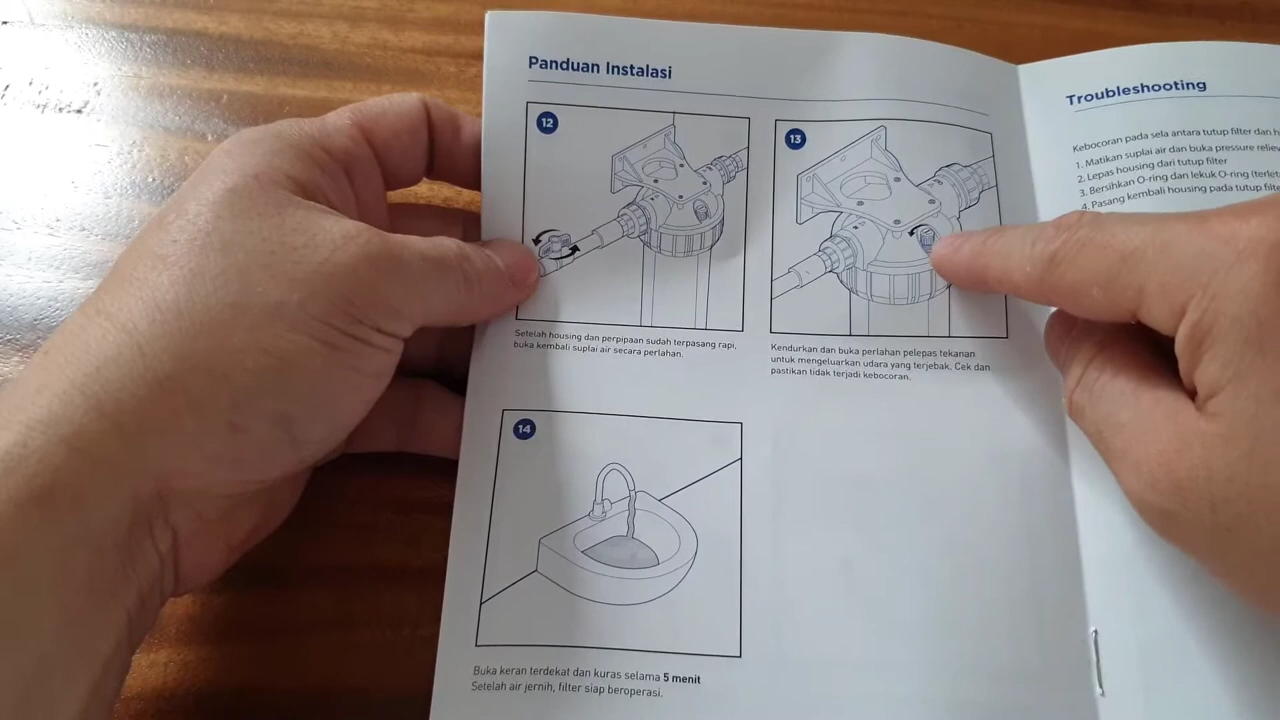 Panduan Instalasi
12
Setelah housing dan perpipaan sudah terpasang rapi,
buka kembali suplai air secara perlahan.
13
Kendurkan dan buka perlahan pelepas tekanan
untuk mengeluarkan udara yang terjebak. Cek dan
pastikan tidak terjadi kebocoran.
14
Buka keran terdekat dan kuras selama 5 menit
Setelah air jernih, filter siap beroperasi.
Troubleshooting
Kebocoran pada sela antara tutup filter dan
1. Matikan suplai air dan buka pressure
2. Lepas housing dari tutup filter
3. Bersihkan O-ring dan lekuk O-ring
4. Pasang kembali housing pada tutup